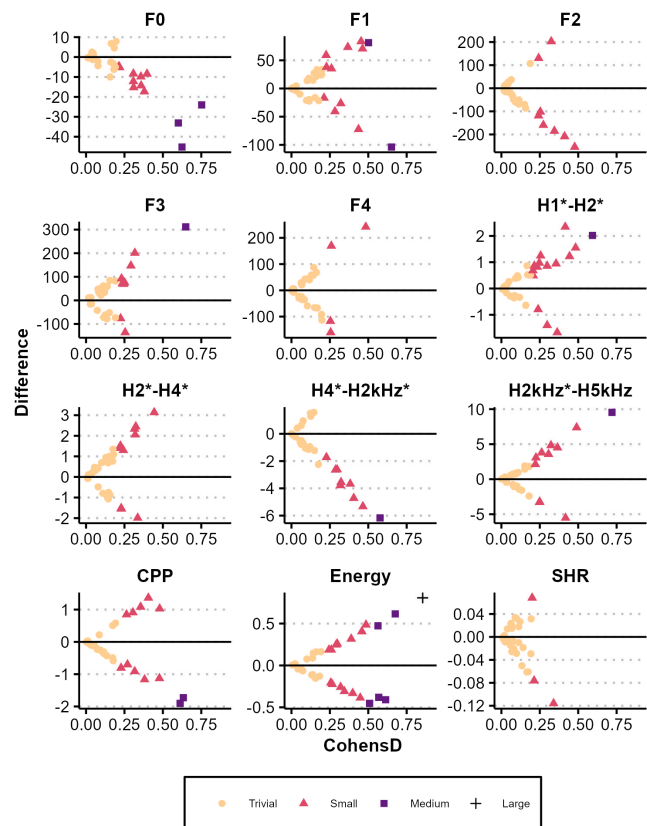 F0 F1 F2
10
0
-10
-20
-30
-40
0.00 0.25 0.50 0.75
50
0
-50
-100
0.00 0.25 0.50 0.75
200
100
0
-100
-200
0.00 0.25 0.50 0.75
F3 F4 H1*-H2*
300
200
100
0
-100
0.00 0.25 0.50 0.75
200
100
0
-100
0.00 0.25 0.50 0.75
2
1
0
-1
0.00 0.25 0.50 0.75
Difference
H2*-H4* H4*-H2kHz* H2kHz*-H5kHz
3
2
1
0
-1
-2
0.00 0.25 0.50 0.75
0
-2
-4
-6
0.00 0.25 0.50 0.75
10
5
0
-5
0.00 0.25 0.50 0.75
CPP Energy SHR
1
0
-1
-2
0.00 0.25 0.50 0.75
0.5
0.0
-0.5
0.00 0.25 0.50 0.75
0.04
0.00
-0.04
-0.08
-0.12
0.00 0.25 0.50 0.75
CohensD
Trivial Small Medium Large